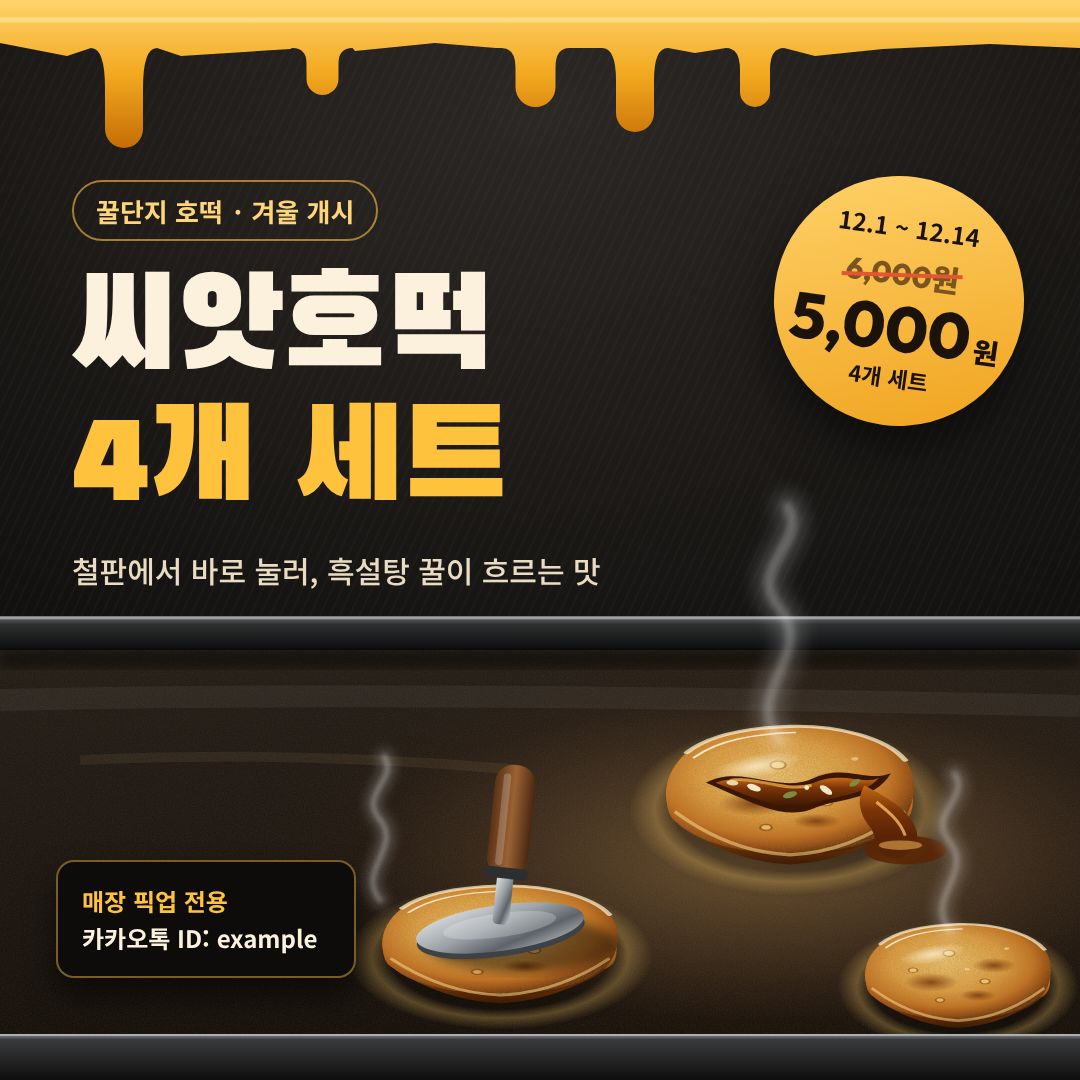 꿀단지 호떡 · 겨울 개시
씨앗호떡
4개 세트
철판에서 바로 눌러, 흑설탕 꿀이 흐르는 맛
12.1 ~ 12.14
6,000원
5,000원
4개 세트
매장 픽업 전용
카카오톡 ID: example